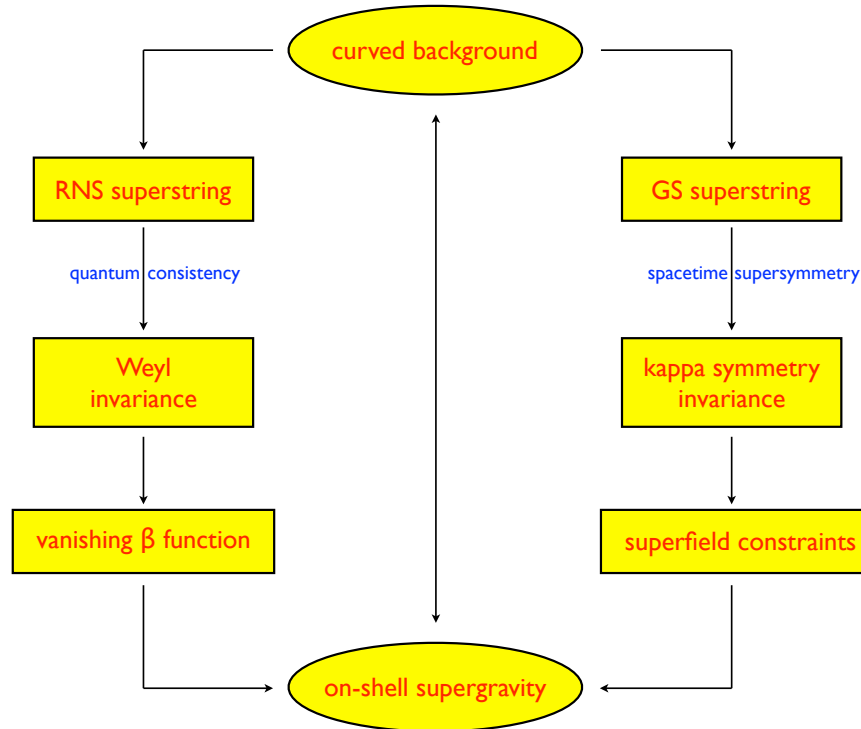 curved background
RNS superstring
GS superstring
quantum consistency
spacetime supersymmetry
Weyl
invariance
kappa symmetry
invariance
vanishing β function
superfield constraints
on-shell supergravity